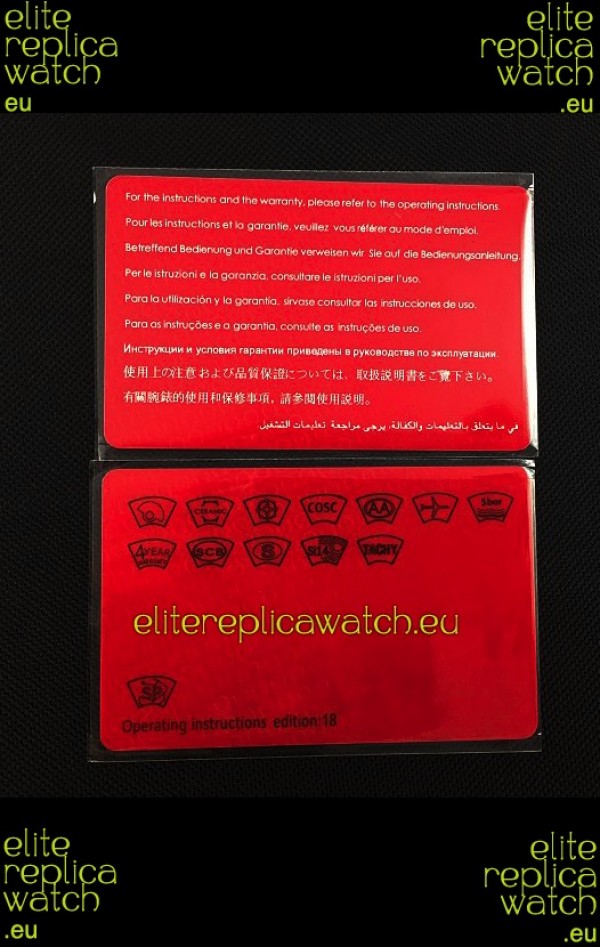 elite
replica
watch
.eu
elite
replica
watch
.eu
For the instructions and the warranty, please refer to the operating instructions.
Pour les instructions et la garantie, veuillez vous référer au mode d'emploi.
Betreffend Bedienung und Garantie verweisen wir Sie auf die Bedienungsanleitung.
Per le istruzioni e la garanzia, consultare le istruzioni per l'uso.
Para la utilización y la garantía, sirvase consultar las instrucciones de uso.
Para as instruções e a garantia, consulte as instruções de uso.
Инструкции и условия гарантии приведены в руководстве по эксплуатации.
使用上の注意および品質保證については、取扱説明書をご覽下さい。
有關腕錶的使用和保修事項，請參閱使用説明。
في ما يتعلق بالتعليمات والكفالة، يرجى مراجعة تعليمات التشغيل.
CERAMIC COSC AA 5bar
4 YEAR SCB S Si14 TACHY
elitereplicawatch.eu
SP
Operating instructions edition:18
elite
replica
watch
.eu
elite
replica
watch
.eu